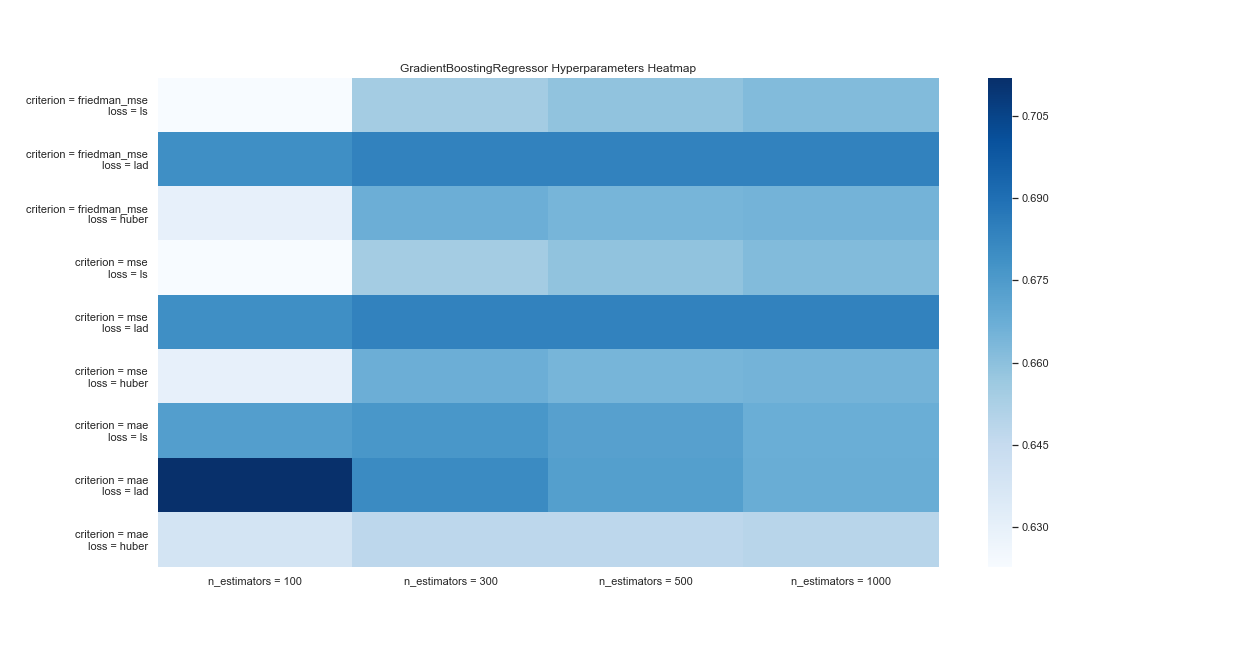 GradientBoostingRegressor Hyperparameters Heatmap
criterion = friedman_mse
loss = ls
criterion = friedman_mse
loss = lad
criterion = friedman_mse
loss = huber
criterion = mse
loss = ls
criterion = mse
loss = lad
criterion = mse
loss = huber
criterion = mae
loss = ls
criterion = mae
loss = lad
criterion = mae
loss = huber
n_estimators = 100
n_estimators = 300
n_estimators = 500
n_estimators = 1000
0.705
0.690
0.675
0.660
0.645
0.630